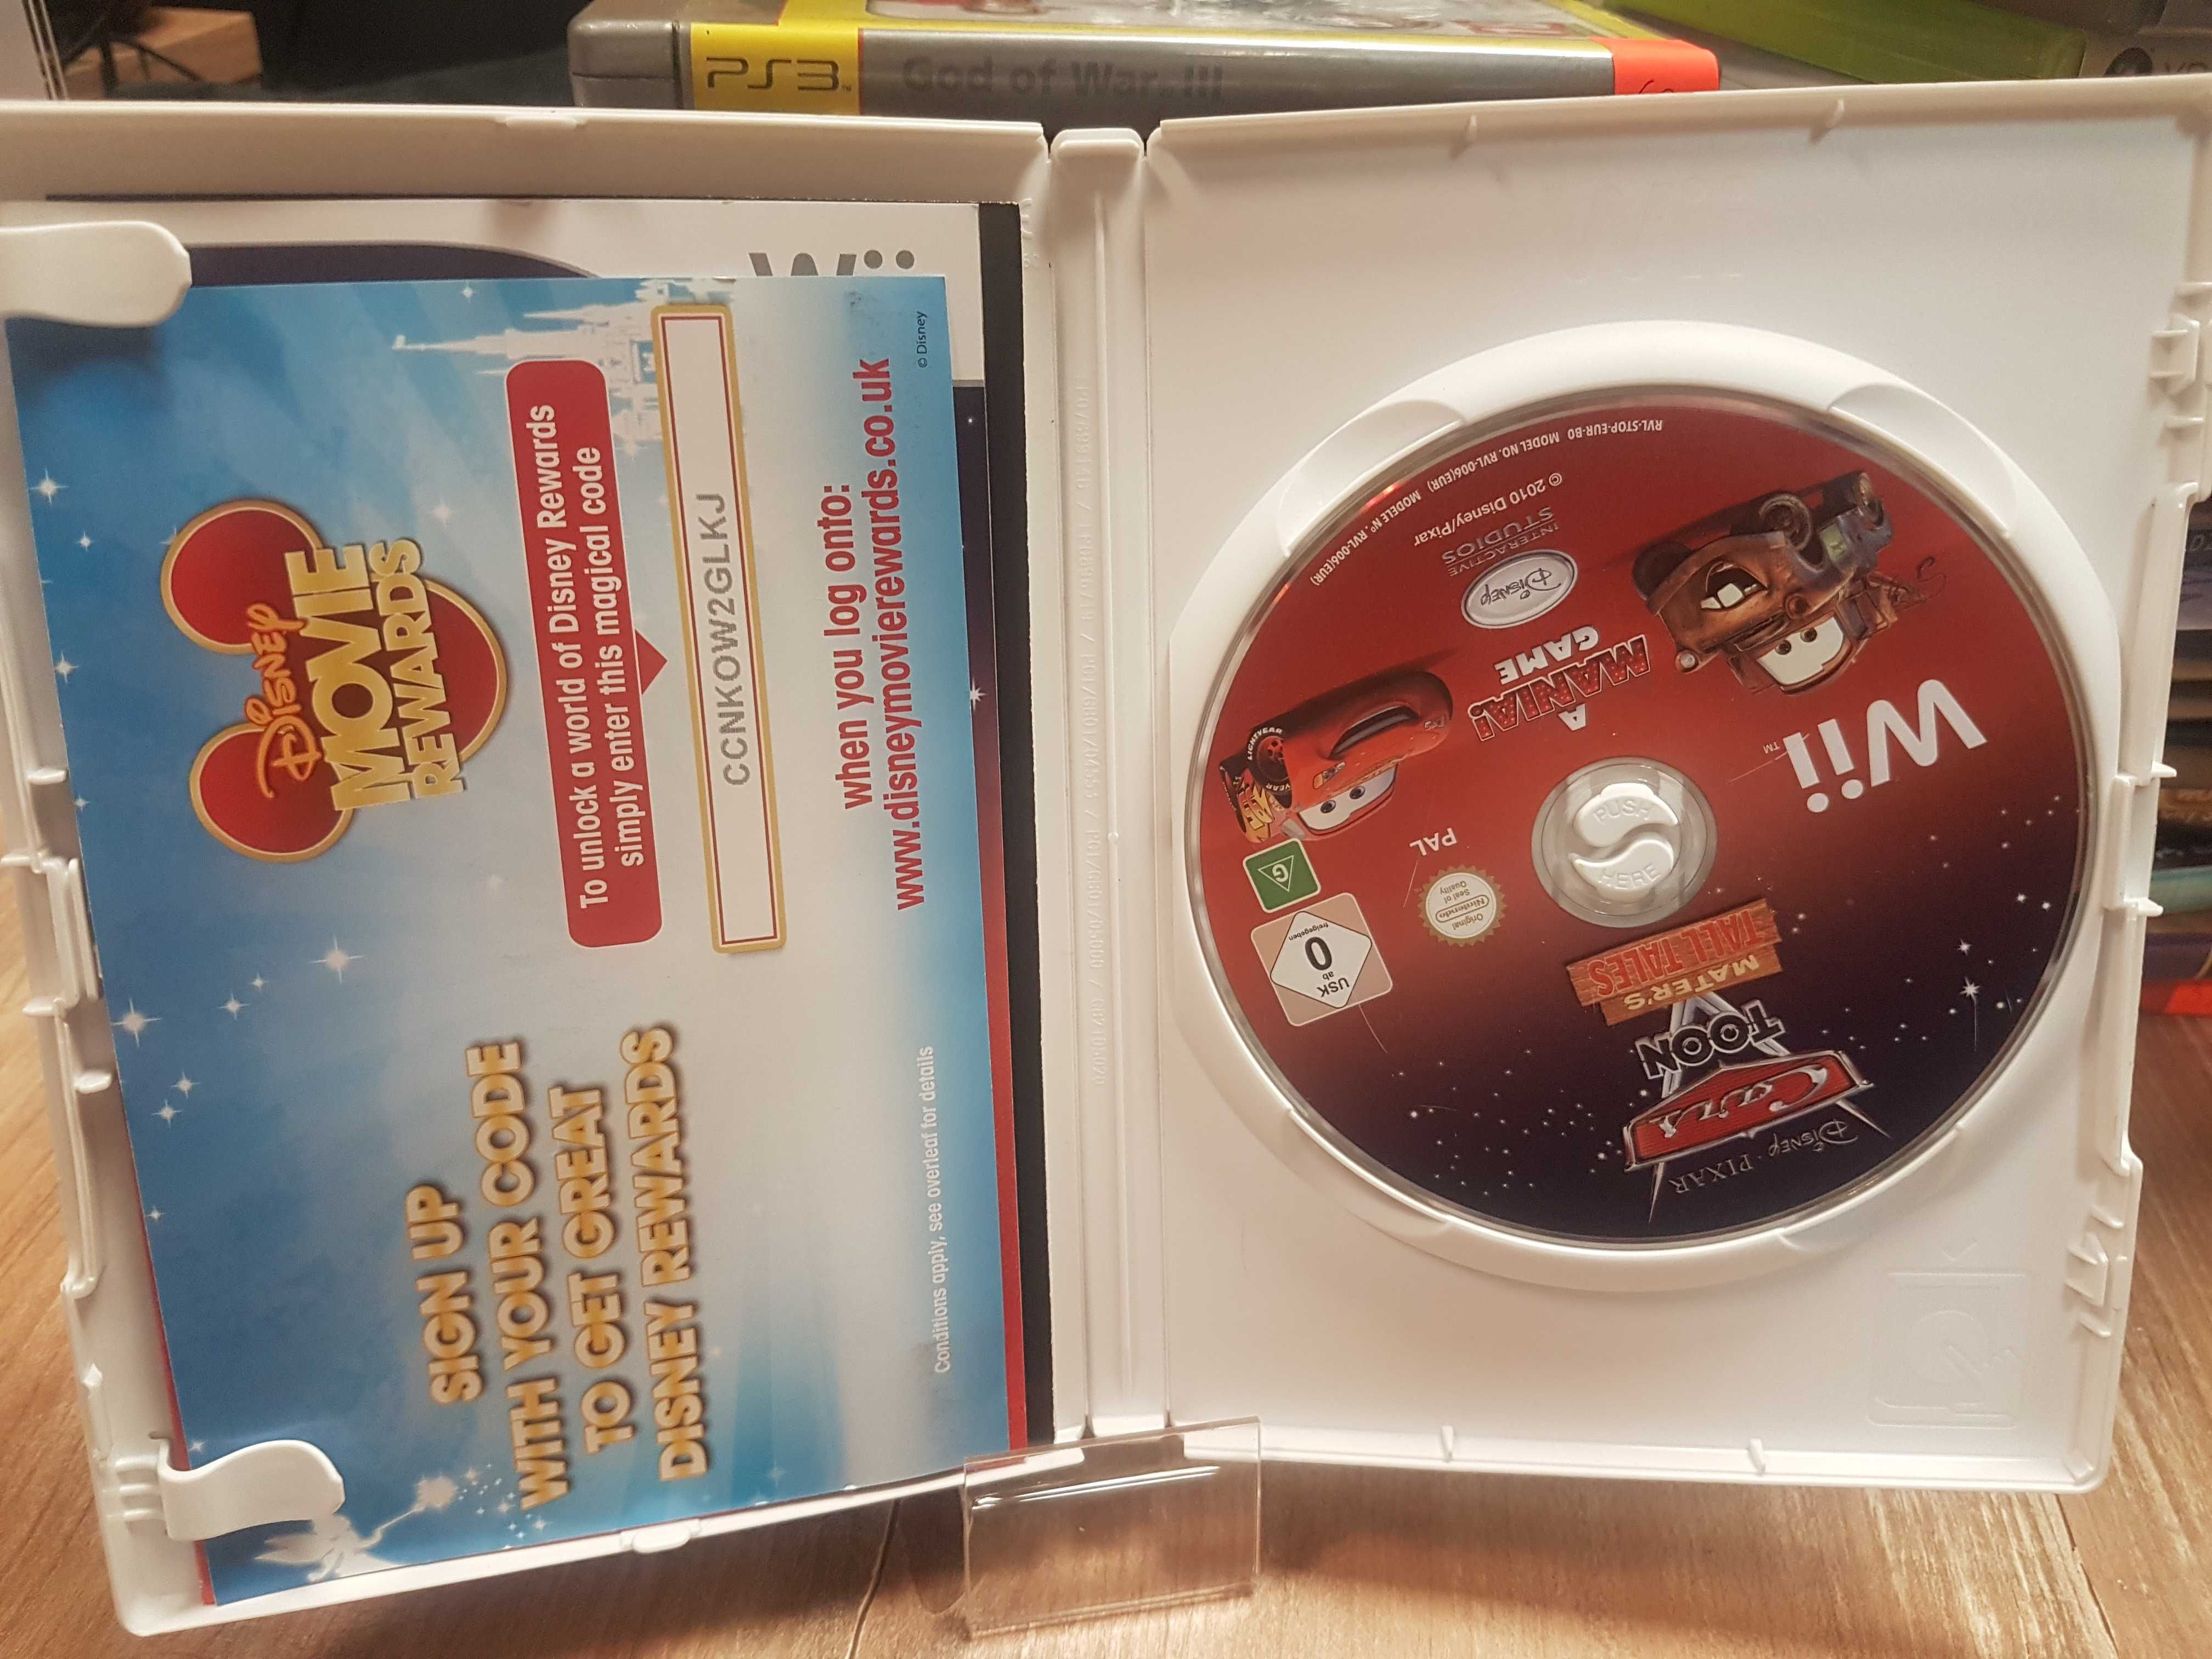 PS3
God of War III
Wii
DISNEY
MOVIE
REWARDS
To unlock a world of Disney Rewards
simply enter this magical code
CCNKOW2GLKJ
when you log onto:
www.disneymovierewards.co.uk
© Disney
SIGN UP
WITH YOUR CODE
TO GET GREAT
DISNEY REWARDS
Conditions apply, see overleaf for details
DISNEY · PIXAR
Cars
TOON
MATER'S
TALL TALES
PUSH
HERE
Wii™
USK
ab
0
freigegeben
G
Original
Nintendo
Seal of
Quality
PAL
LIGHTYEAR
A
MANIA!
GAME
DISNEY
INTERACTIVE
STUDIOS
© 2010 Disney/Pixar
RVL-STOP-EUR-B0 MODEL NO. RVL-006(EUR) MODELE Nº. RVL-006(EUR)